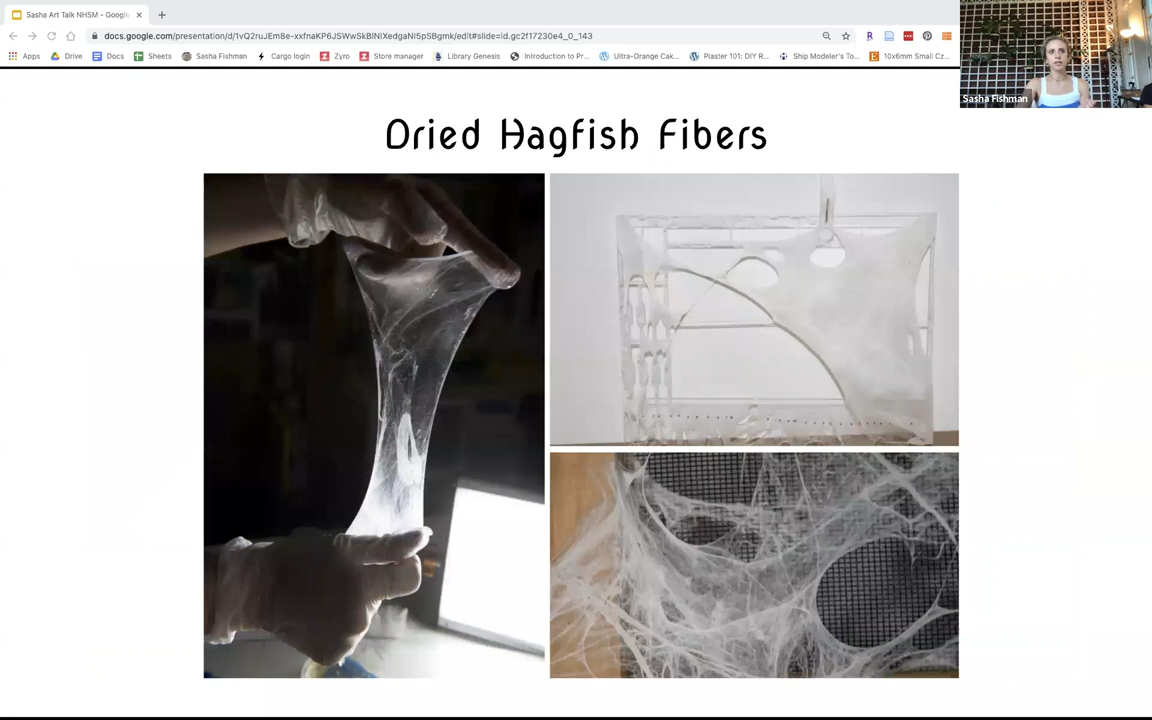 Sasha Art Talk NHSM - Google
docs.google.com/presentation/d/1vQ2ruJEm8e-xxfnaKP6JSWwSkBlNlXedgaNl5pSBgmk/edit#slide=id.gc2f17230e4_0_143
Apps Drive Docs Sheets Sasha Fishman Cargo login Zyro Store manager Library Genesis Introduction to Pr... Ultra-Orange Cak... Plaster 101: DIY R... Ship Modeler's To... 10x6mm Small Cz...
Sasha Fishman
Dried Hagfish Fibers